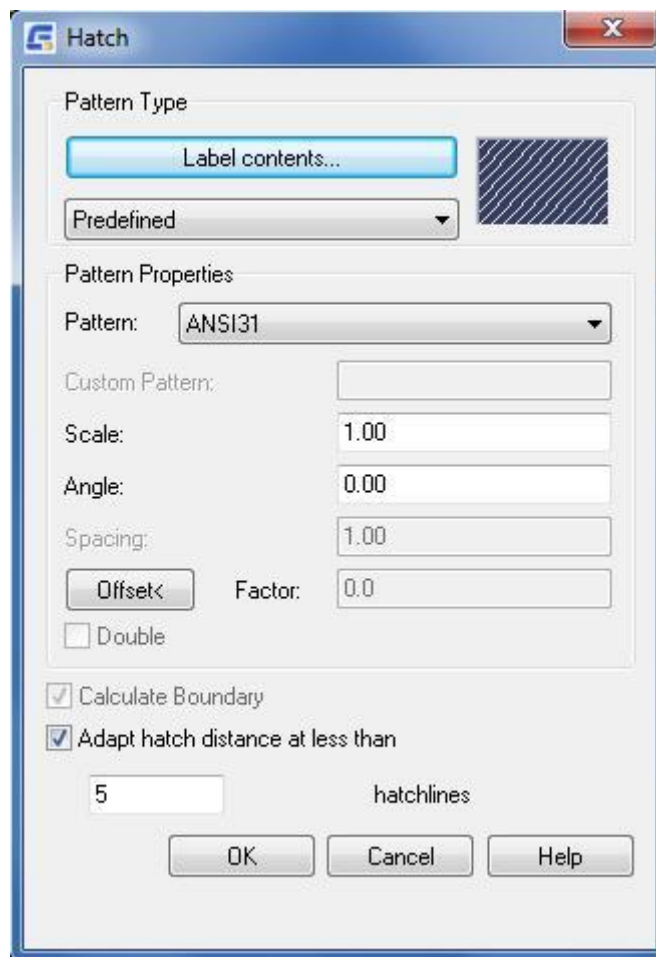 Hatch
Pattern Type
Label contents...
Predefined
Pattern Properties
Pattern: ANSI31
Custom Pattern:
Scale: 1.00
Angle: 0.00
Spacing: 1.00
Offset< Factor: 0.0
Double
Calculate Boundary
Adapt hatch distance at less than
5 hatchlines
OK Cancel Help